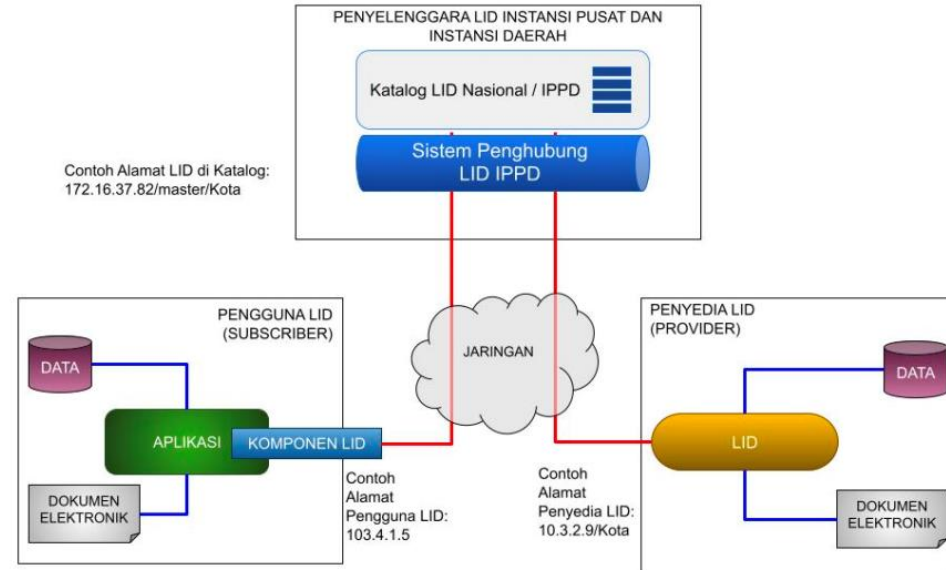 PENYELENGGARA LID INSTANSI PUSAT DAN
INSTANSI DAERAH
Katalog LID Nasional / IPPD
Sistem Penghubung
LID IPPD
Contoh Alamat LID di Katalog:
172.16.37.82/master/Kota
PENGGUNA LID
(SUBSCRIBER)
DATA
APLIKASI
KOMPONEN LID
DOKUMEN
ELEKTRONIK
Contoh
Alamat
Pengguna LID:
103.4.1.5
JARINGAN
Contoh
Alamat
Penyedia LID:
10.3.2.9/Kota
PENYEDIA LID
(PROVIDER)
DATA
LID
DOKUMEN
ELEKTRONIK